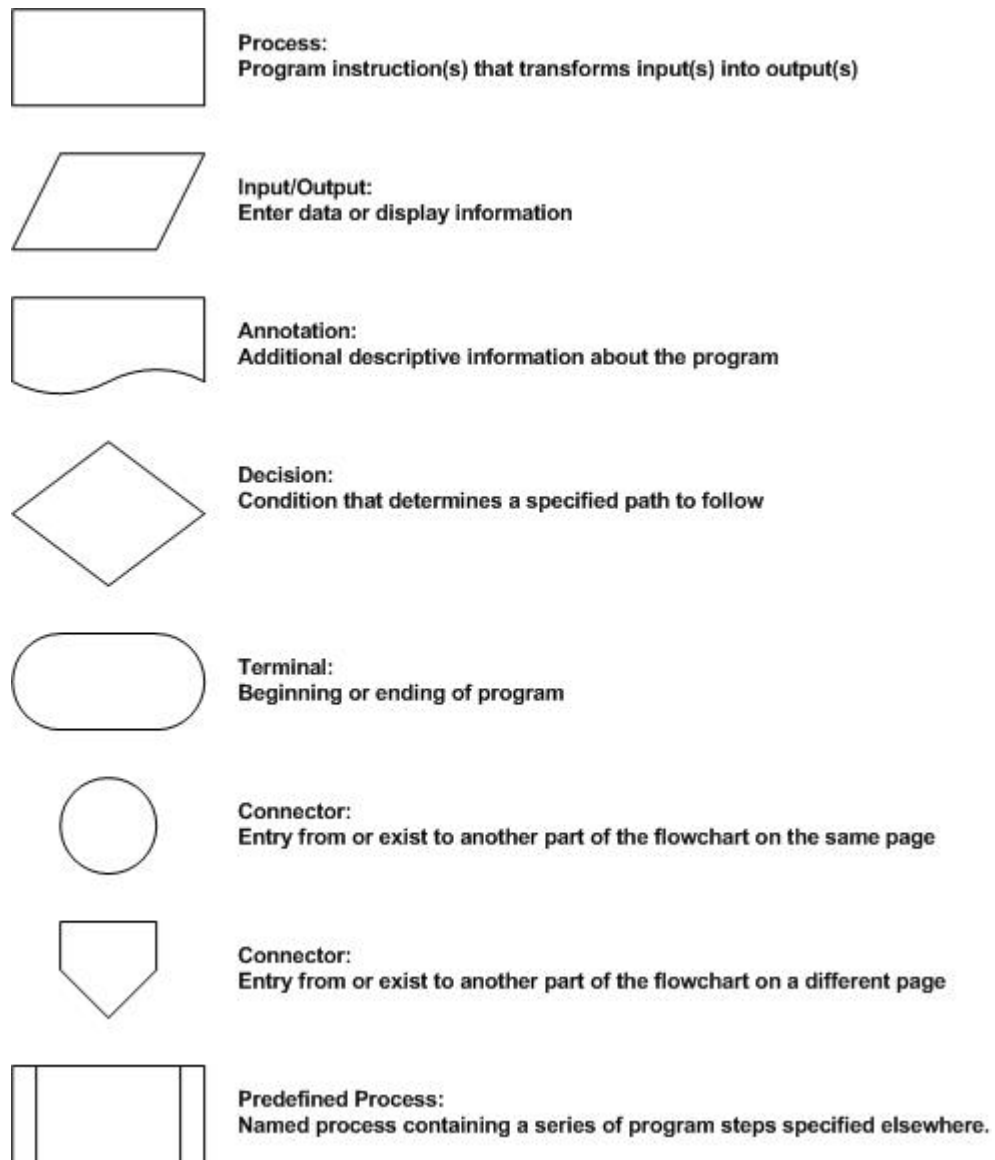 Process:
Program instruction(s) that transforms input(s) into output(s)
Input/Output:
Enter data or display information
Annotation:
Additional descriptive information about the program
Decision:
Condition that determines a specified path to follow
Terminal:
Beginning or ending of program
Connector:
Entry from or exist to another part of the flowchart on the same page
Connector:
Entry from or exist to another part of the flowchart on a different page
Predefined Process:
Named process containing a series of program steps specified elsewhere.